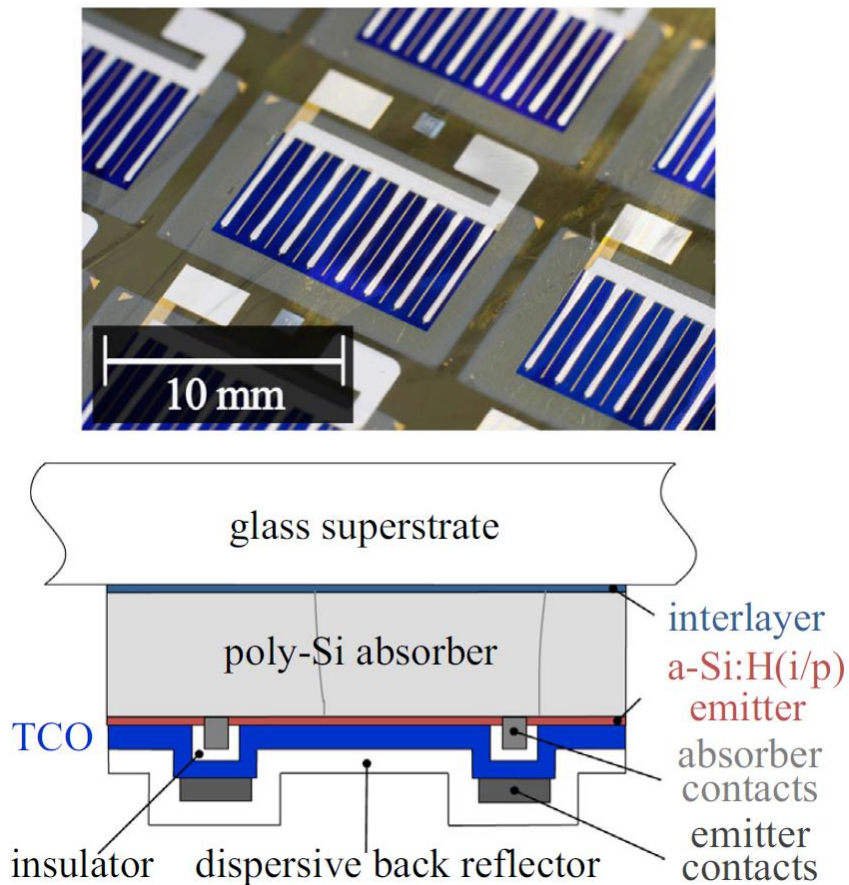 10 mm
glass superstrate
interlayer
poly-Si absorber
a-Si:H(i/p)
emitter
TCO
absorber
contacts
insulator
dispersive back reflector
emitter
contacts